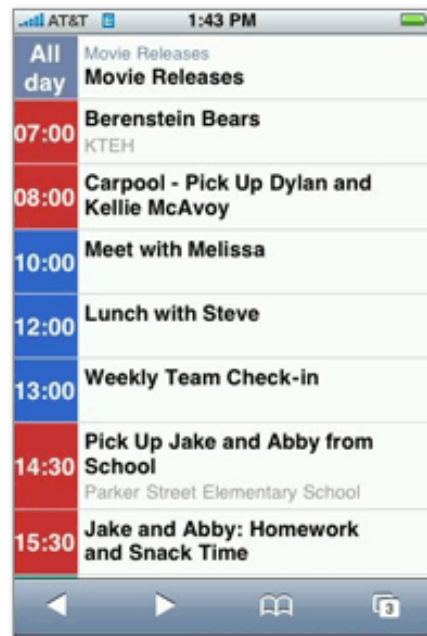 AT&T 1:43 PM
All
day
Movie Releases
Movie Releases
07:00
Berenstein Bears
KTEH
08:00
Carpool - Pick Up Dylan and
Kellie McAvoy
10:00
Meet with Melissa
12:00
Lunch with Steve
13:00
Weekly Team Check-in
14:30
Pick Up Jake and Abby from
School
Parker Street Elementary School
15:30
Jake and Abby: Homework
and Snack Time
3